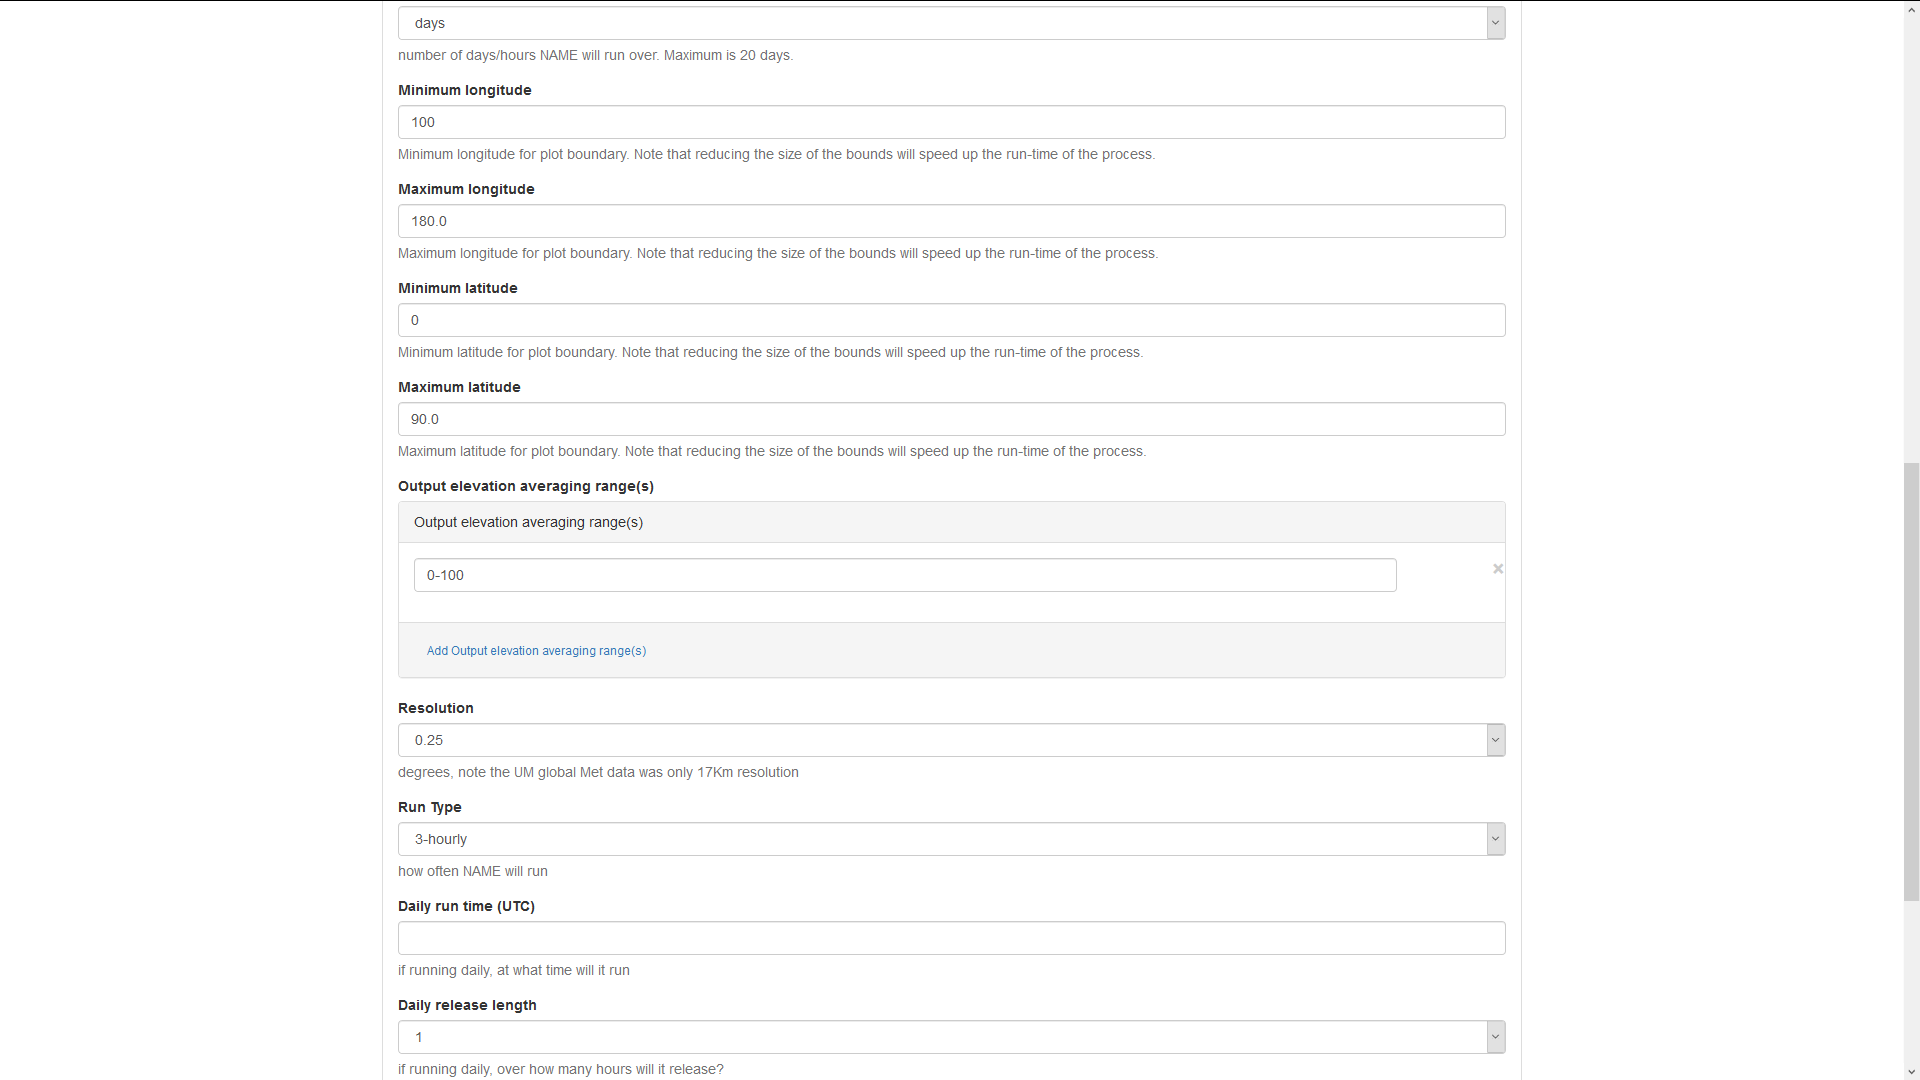 days
number of days/hours NAME will run over. Maximum is 20 days.
Minimum longitude
100
Minimum longitude for plot boundary. Note that reducing the size of the bounds will speed up the run-time of the process.
Maximum longitude
180.0
Maximum longitude for plot boundary. Note that reducing the size of the bounds will speed up the run-time of the process.
Minimum latitude
0
Minimum latitude for plot boundary. Note that reducing the size of the bounds will speed up the run-time of the process.
Maximum latitude
90.0
Maximum latitude for plot boundary. Note that reducing the size of the bounds will speed up the run-time of the process.
Output elevation averaging range(s)
Output elevation averaging range(s)
0-100
Add Output elevation averaging range(s)
Resolution
0.25
degrees, note the UM global Met data was only 17Km resolution
Run Type
3-hourly
how often NAME will run
Daily run time (UTC)
if running daily, at what time will it run
Daily release length
1
if running daily, over how many hours will it release?